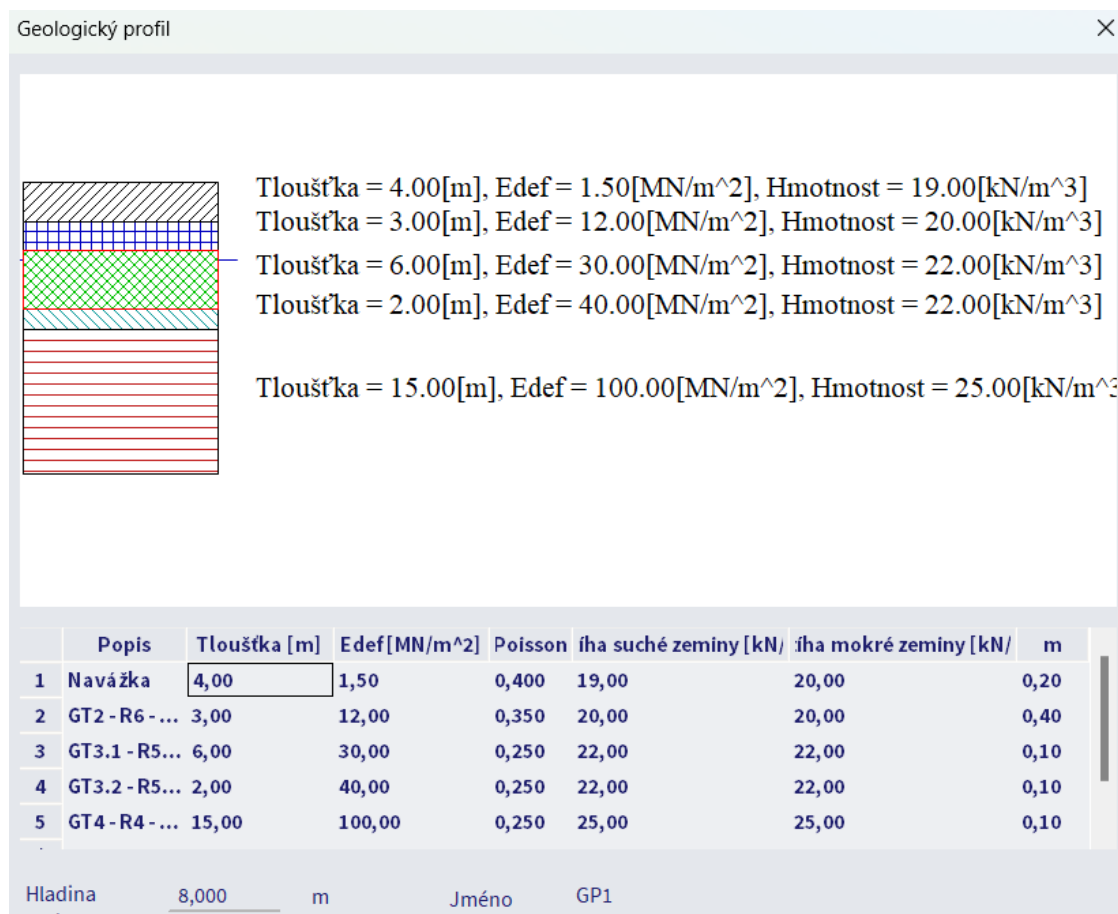 Geologický profil
Tloušťka = 4.00[m], Edef = 1.50[MN/m^2], Hmotnost = 19.00[kN/m^3]
Tloušťka = 3.00[m], Edef = 12.00[MN/m^2], Hmotnost = 20.00[kN/m^3]
Tloušťka = 6.00[m], Edef = 30.00[MN/m^2], Hmotnost = 22.00[kN/m^3]
Tloušťka = 2.00[m], Edef = 40.00[MN/m^2], Hmotnost = 22.00[kN/m^3]
Tloušťka = 15.00[m], Edef = 100.00[MN/m^2], Hmotnost = 25.00[kN/m^3
Popis Tloušťka [m] Edef[MN/m^2] Poisson íha suché zeminy [kN/ íha mokré zeminy [kN/ m
1 Navážka 4,00 1,50 0,400 19,00 20,00 0,20
2 GT2 - R6 - ... 3,00 12,00 0,350 20,00 20,00 0,40
3 GT3.1 - R5... 6,00 30,00 0,250 22,00 22,00 0,10
4 GT3.2 - R5... 2,00 40,00 0,250 22,00 22,00 0,10
5 GT4 - R4 - ... 15,00 100,00 0,250 25,00 25,00 0,10
Hladina 8,000 m Jméno GP1